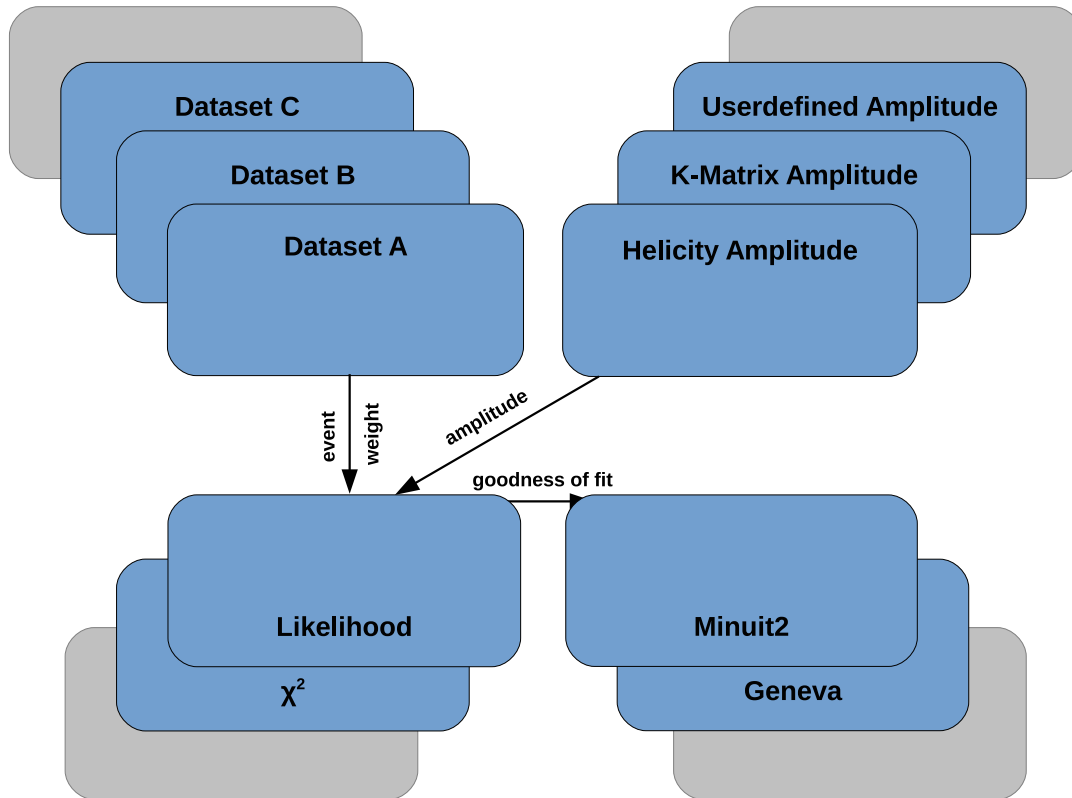 Dataset C
Userdefined Amplitude
Dataset B
K-Matrix Amplitude
Dataset A
Helicity Amplitude
event
weight
amplitude
goodness of fit
Likelihood
Minuit2
χ²
Geneva